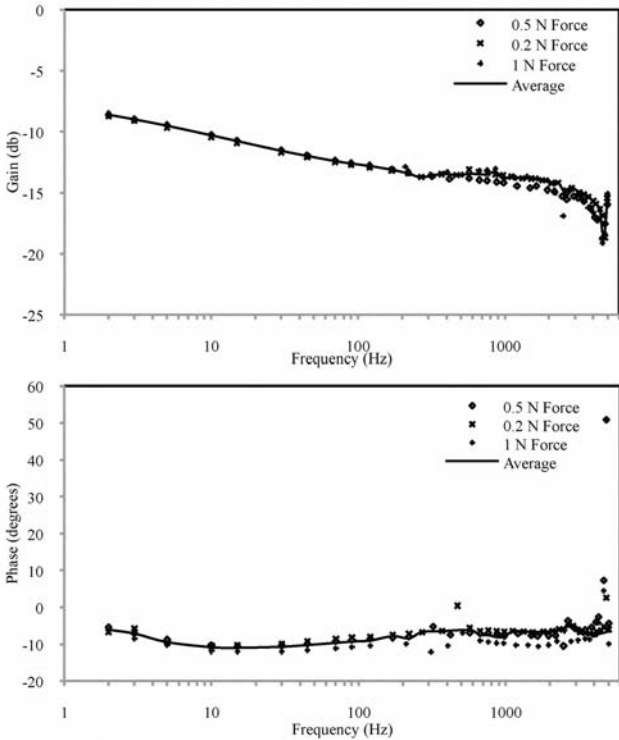 0
-5
-10
-15
-20
-25
Gain (db)
0.5 N Force
0.2 N Force
1 N Force
Average
1
10
100
1000
Frequency (Hz)
60
50
40
30
20
10
0
-10
-20
Phase (degrees)
0.5 N Force
0.2 N Force
1 N Force
Average
1
10
100
1000
Frequency (Hz)